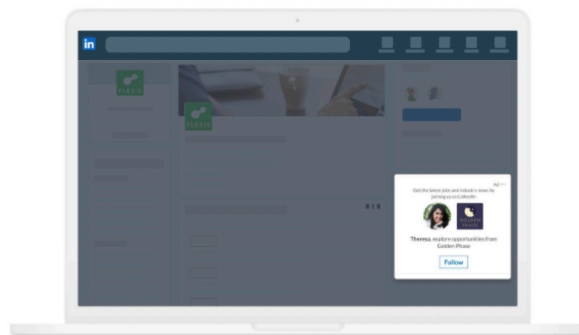 in
FLEXIS
FLEXIS
Ad ...
Get the latest jobs and industry news by
joining us on LinkedIn
GOLDEN
PHASE
Theresa, explore opportunities from
Golden Phase
Follow